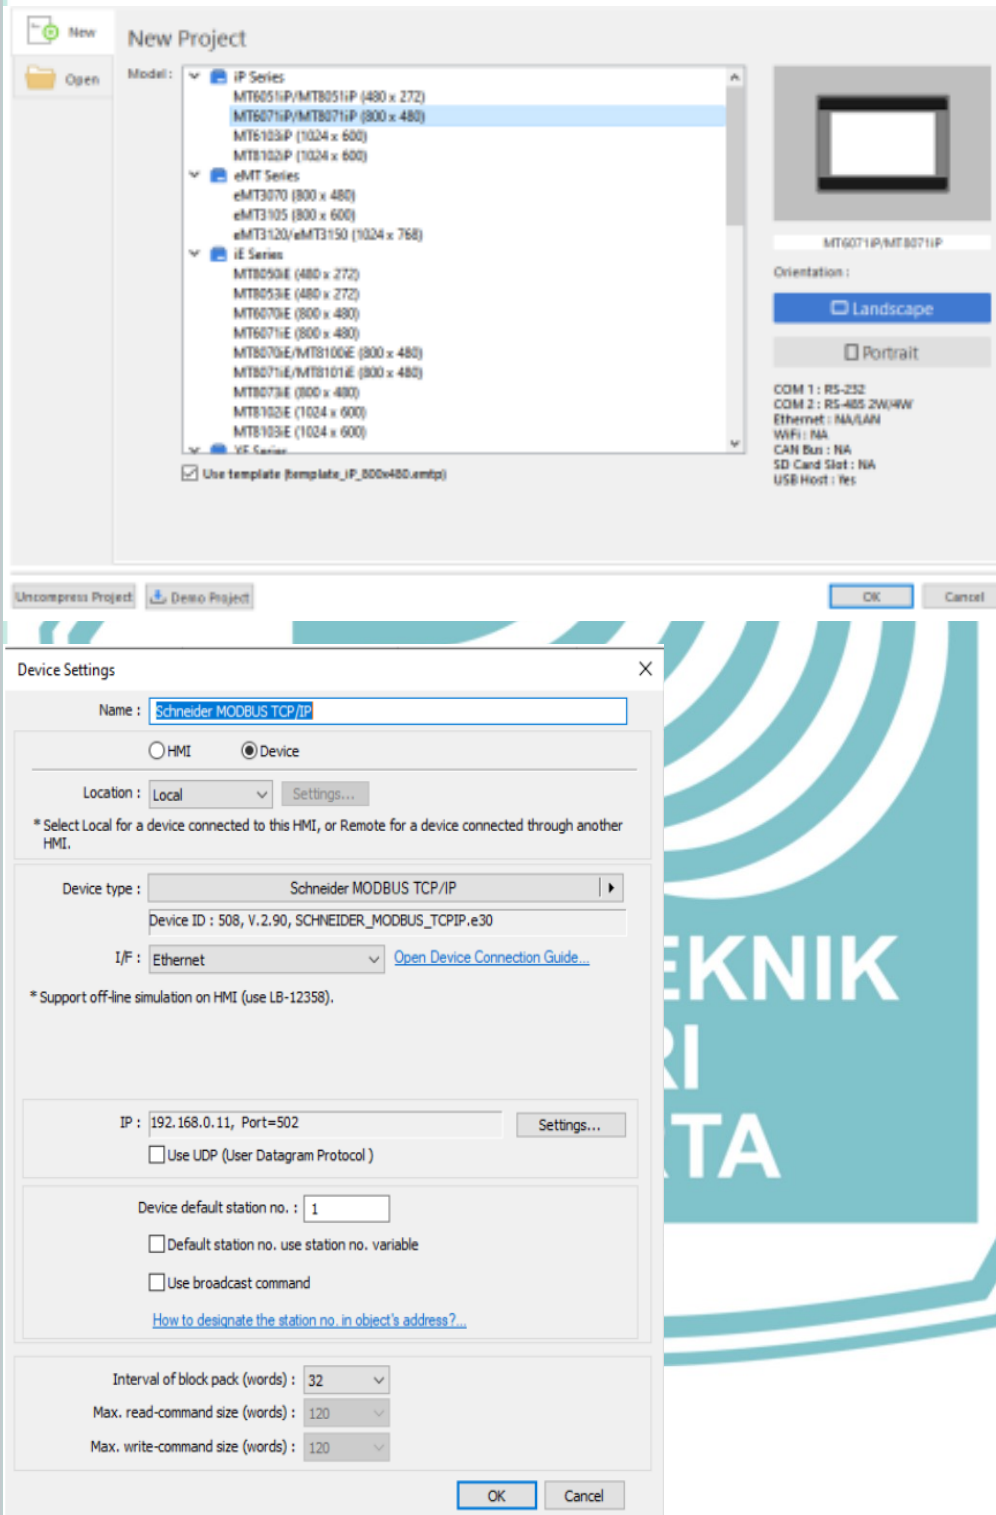 New
New Project
Open
Model :
iP Series
MT6051iP/MT8051iP (480 x 272)
MT6071iP/MT8071iP (800 x 480)
MT6103iP (1024 x 600)
MT8102iP (1024 x 600)
eMT Series
eMT3070 (800 x 480)
eMT3105 (800 x 600)
eMT3120/eMT3150 (1024 x 768)
iE Series
MT8050iE (480 x 272)
MT8053iE (480 x 272)
MT6070iE (800 x 480)
MT6071iE (800 x 480)
MT8070iE/MT8100iE (800 x 480)
MT8071iE/MT8101iE (800 x 480)
MT8073iE (800 x 480)
MT8102iE (1024 x 600)
MT8103iE (1024 x 600)
XE Series
Use template (template_iP_800x480.emtp)
MT6071iP/MT8071iP
Orientation :
Landscape
Portrait
COM 1 : RS-232
COM 2 : RS-485 2W/4W
Ethernet : NA/LAN
WiFi : NA
CAN Bus : NA
SD Card Slot : NA
USB Host : Yes
Uncompress Project
Demo Project
OK
Cancel
Device Settings
Name : Schneider MODBUS TCP/IP
HMI Device
Location : Local Settings...
* Select Local for a device connected to this HMI, or Remote for a device connected through another
HMI.
Device type : Schneider MODBUS TCP/IP
Device ID : 508, V.2.90, SCHNEIDER_MODBUS_TCPIP.e30
I/F : Ethernet Open Device Connection Guide...
* Support off-line simulation on HMI (use LB-12358).
IP : 192.168.0.11, Port=502 Settings...
Use UDP (User Datagram Protocol )
Device default station no. : 1
Default station no. use station no. variable
Use broadcast command
How to designate the station no. in object's address?...
Interval of block pack (words) : 32
Max. read-command size (words) : 120
Max. write-command size (words) : 120
OK Cancel
EKNIK
RI
RTA